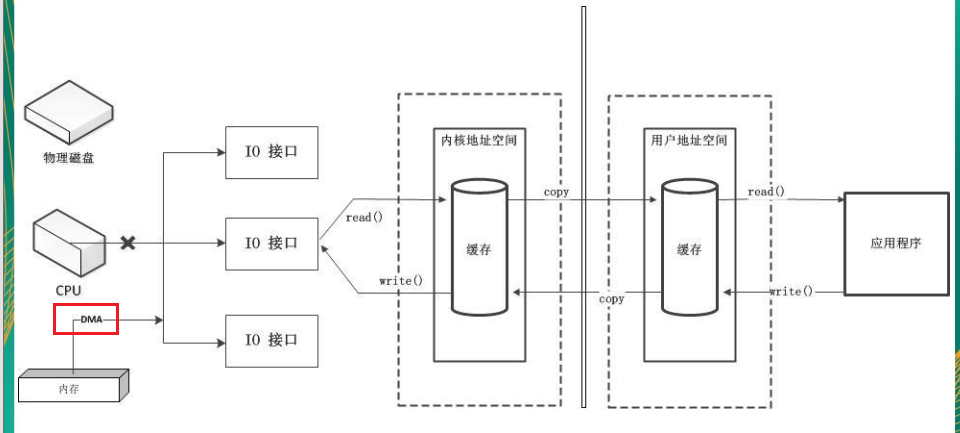 物理磁盘
CPU
DMA
内存
IO 接口
IO 接口
IO 接口
read()
write()
内核地址空间
缓存
copy
copy
用户地址空间
缓存
read()
write()
应用程序